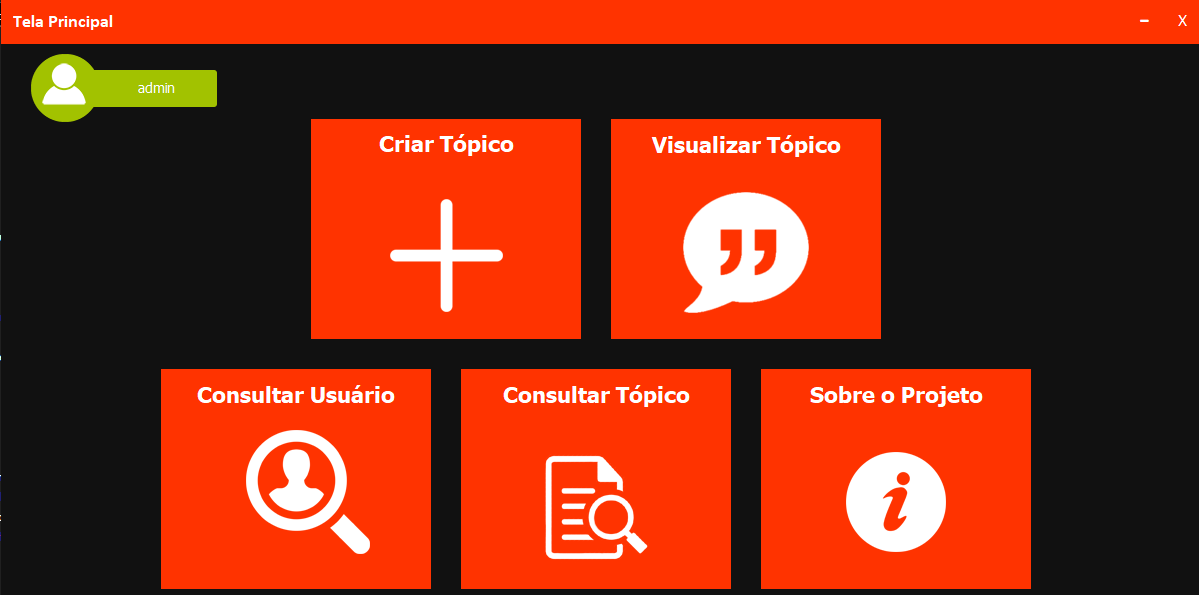 Tela Principal
X
admin
Criar Tópico
Visualizar Tópico
Consultar Usuário
Consultar Tópico
Sobre o Projeto